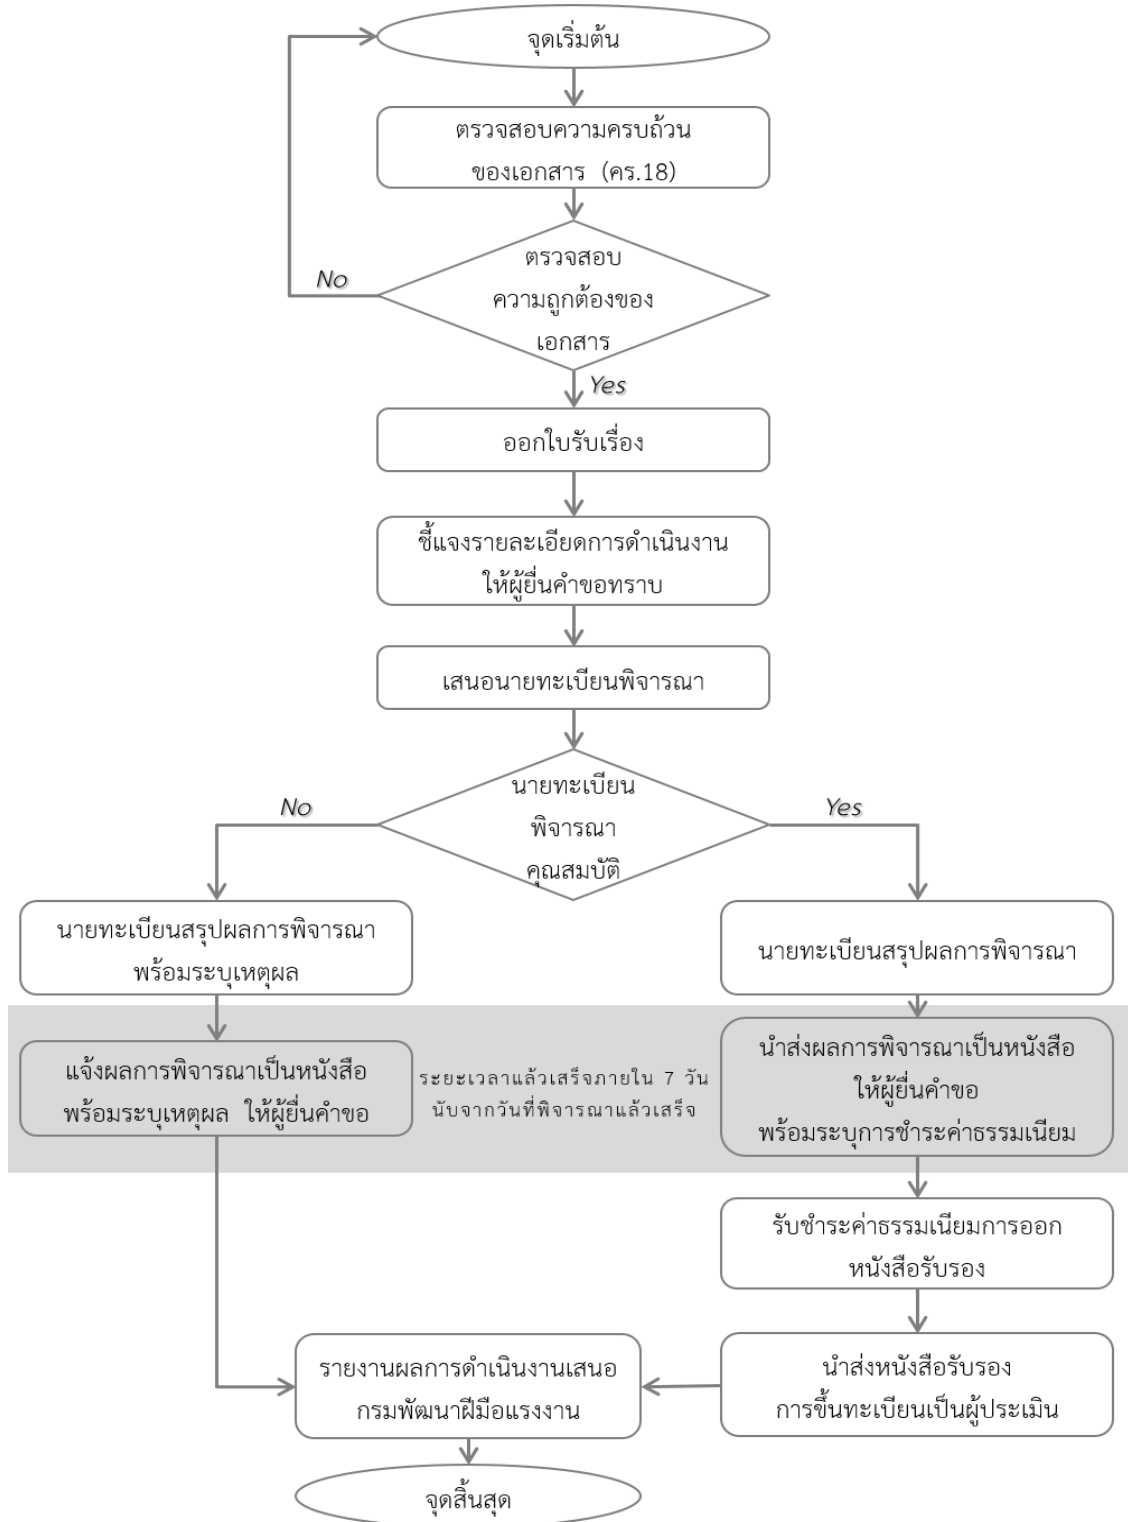 จุดเริ่มต้น
ตรวจสอบความครบถ้วน
ของเอกสาร (คร.18)
ตรวจสอบ
ความถูกต้องของ
เอกสาร
No
Yes
ออกใบรับเรื่อง
ชี้แจงรายละเอียดการดำเนินงาน
ให้ผู้ยื่นคำขอทราบ
เสนอนายทะเบียนพิจารณา
นายทะเบียน
พิจารณา
คุณสมบัติ
No
Yes
นายทะเบียนสรุปผลการพิจารณา
พร้อมระบุเหตุผล
นายทะเบียนสรุปผลการพิจารณา
แจ้งผลการพิจารณาเป็นหนังสือ
พร้อมระบุเหตุผล ให้ผู้ยื่นคำขอ
ระยะเวลาแล้วเสร็จภายใน 7 วัน
นับจากวันที่พิจารณาแล้วเสร็จ
นำส่งผลการพิจารณาเป็นหนังสือ
ให้ผู้ยื่นคำขอ
พร้อมระบุการชำระค่าธรรมเนียม
รับชำระค่าธรรมเนียมการออก
หนังสือรับรอง
นำส่งหนังสือรับรอง
การขึ้นทะเบียนเป็นผู้ประเมิน
รายงานผลการดำเนินงานเสนอ
กรมพัฒนาฝีมือแรงงาน
จุดสิ้นสุด